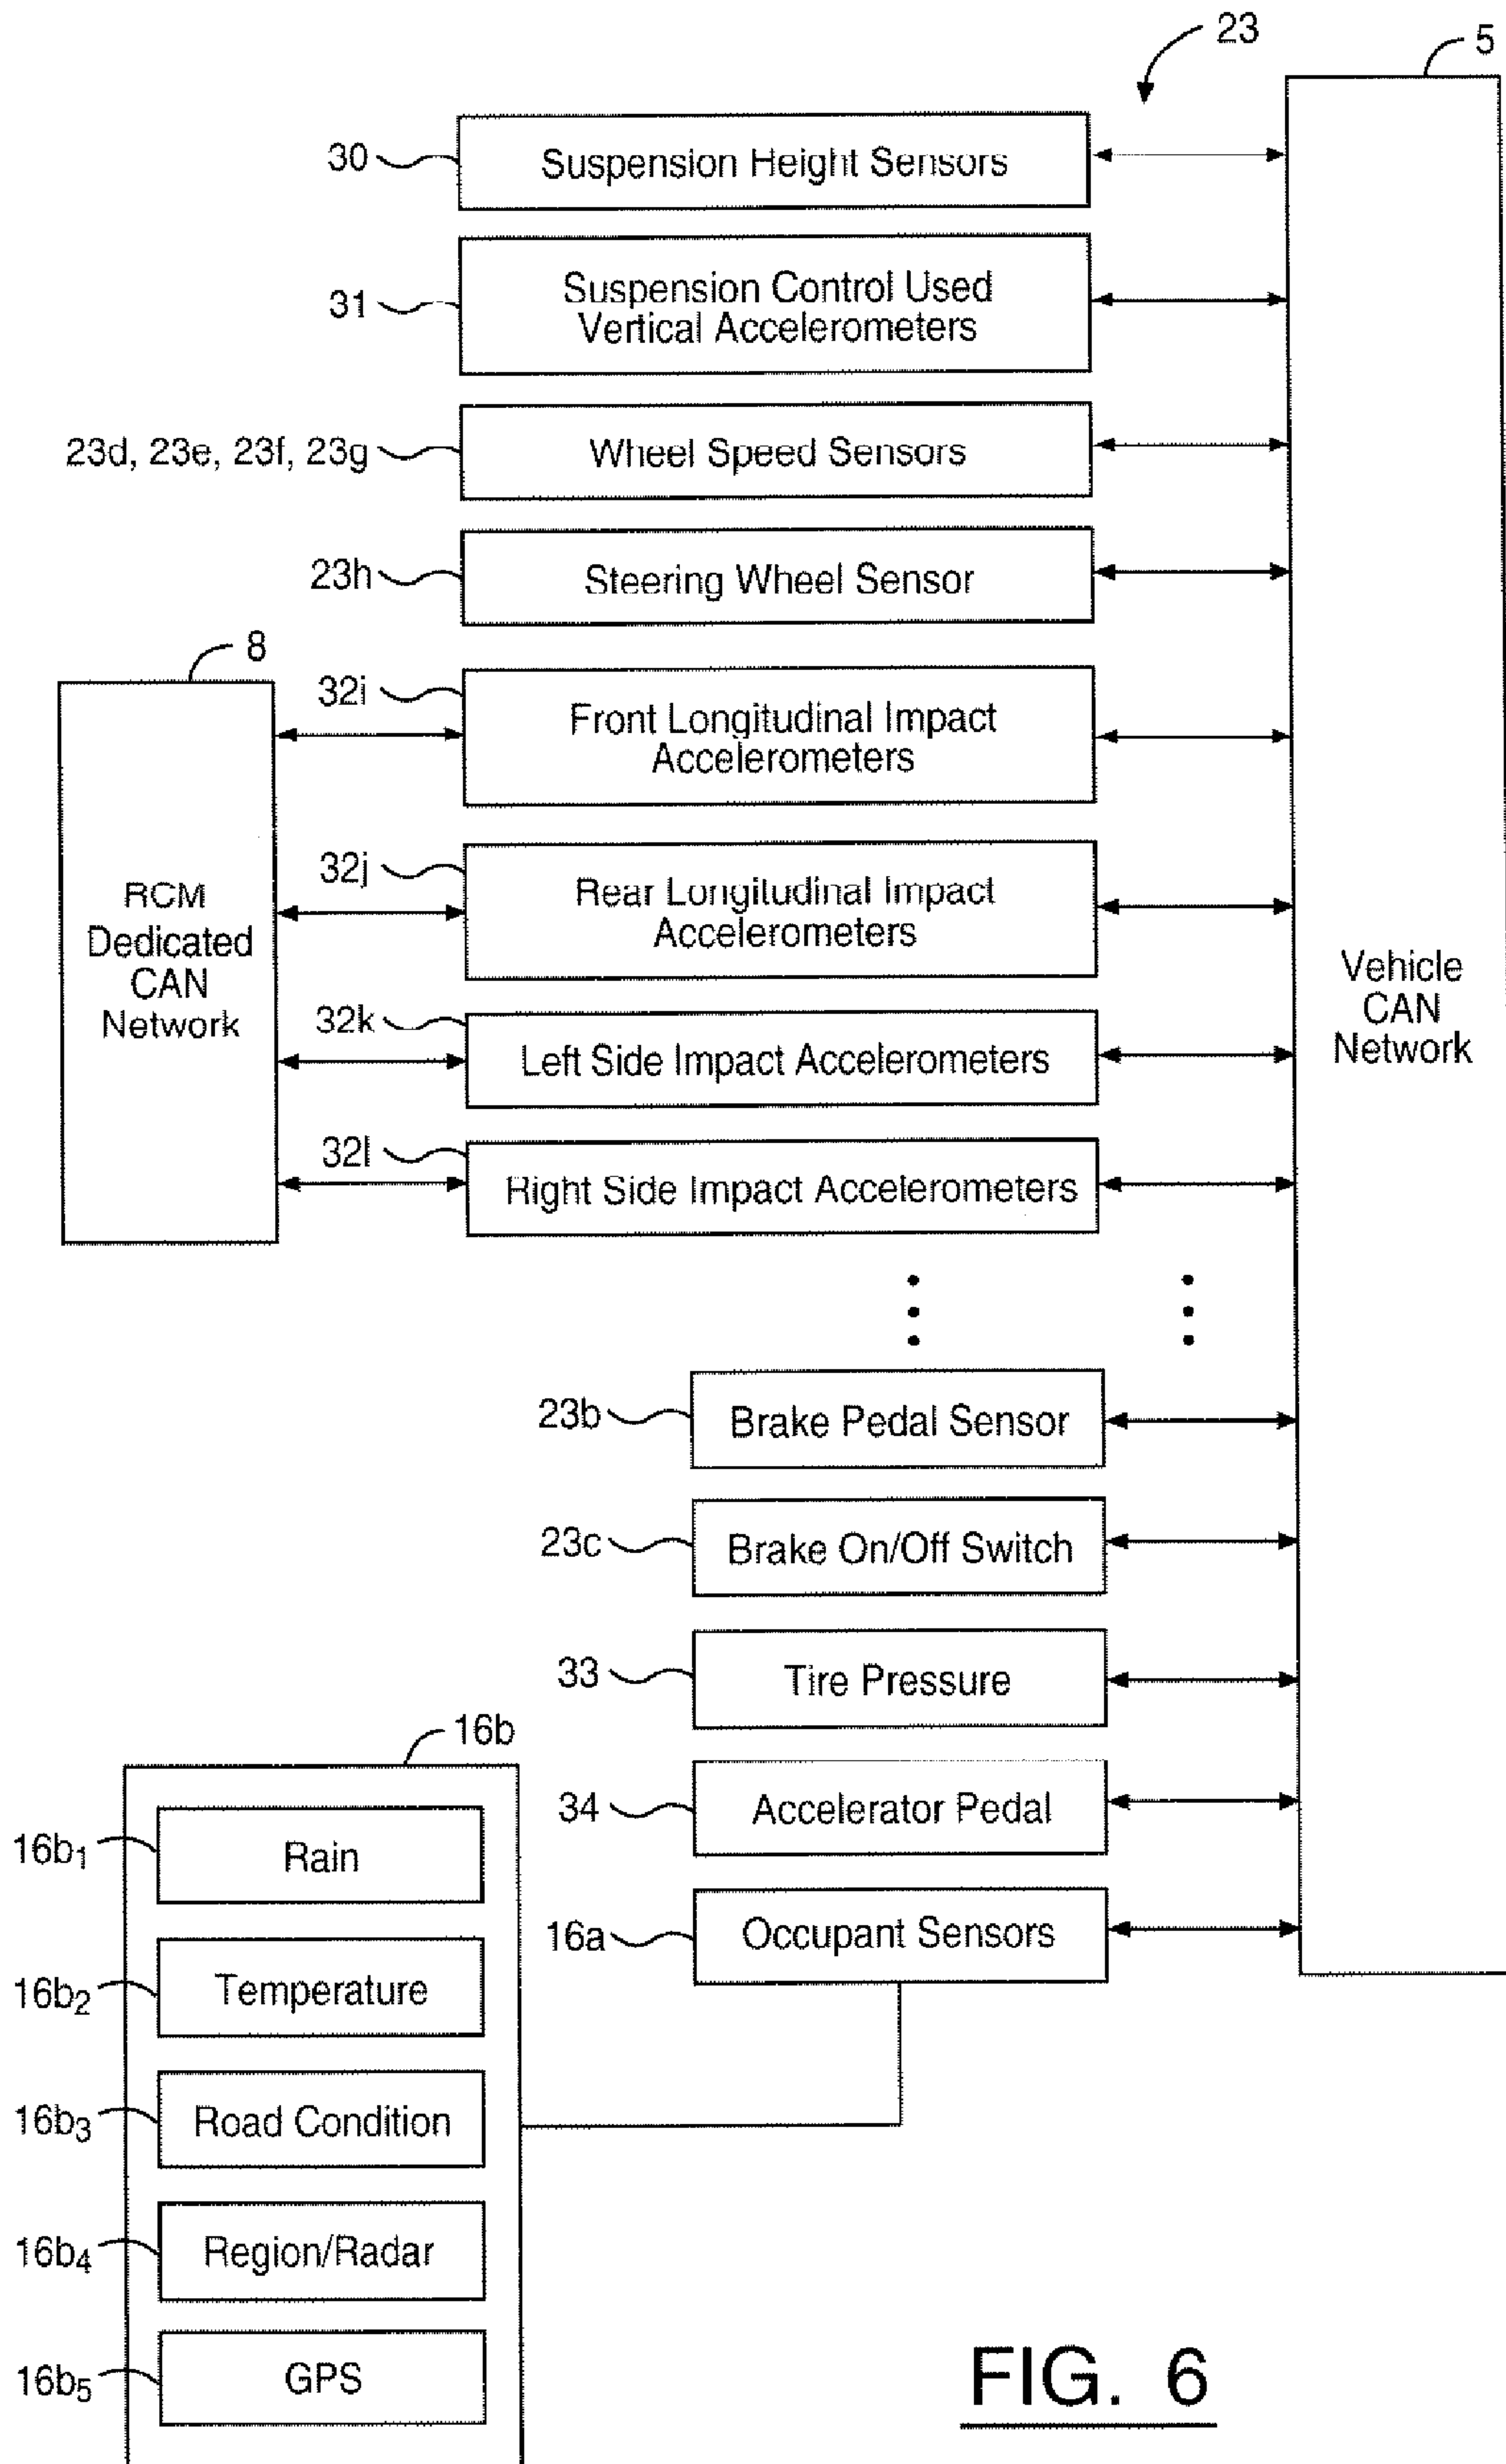 23
5
30
Suspension Height Sensors
31
Suspension Control Used
Vertical Accelerometers
23d, 23e, 23f, 23g
Wheel Speed Sensors
23h
Steering Wheel Sensor
8
RCM
Dedicated
CAN
Network
32i
Front Longitudinal Impact
Accelerometers
32j
Rear Longitudinal Impact
Accelerometers
32k
Left Side Impact Accelerometers
32l
Right Side Impact Accelerometers
Vehicle
CAN
Network
23b
Brake Pedal Sensor
23c
Brake On/Off Switch
33
Tire Pressure
34
Accelerator Pedal
16a
Occupant Sensors
16b
16b1
Rain
16b2
Temperature
16b3
Road Condition
16b4
Region/Radar
16b5
GPS
FIG. 6